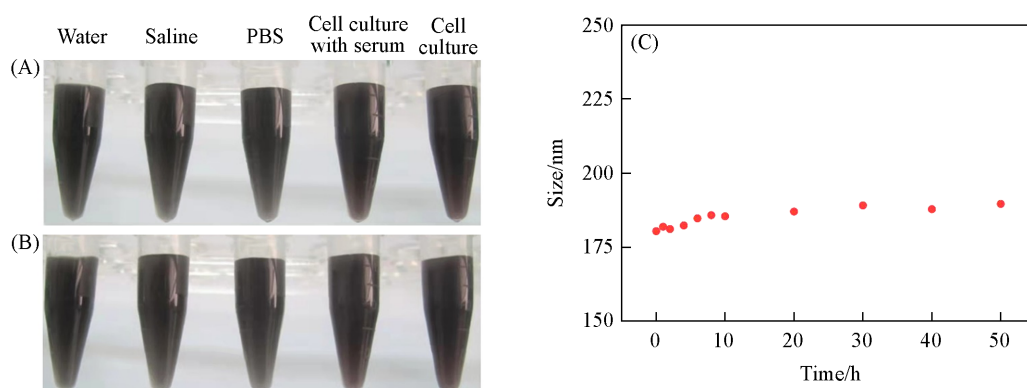 Water Saline PBS Cell culture with serum Cell culture
(A)
(B)
(C)
250
225
200
175
150
Size/nm
0 10 20 30 40 50
Time/h